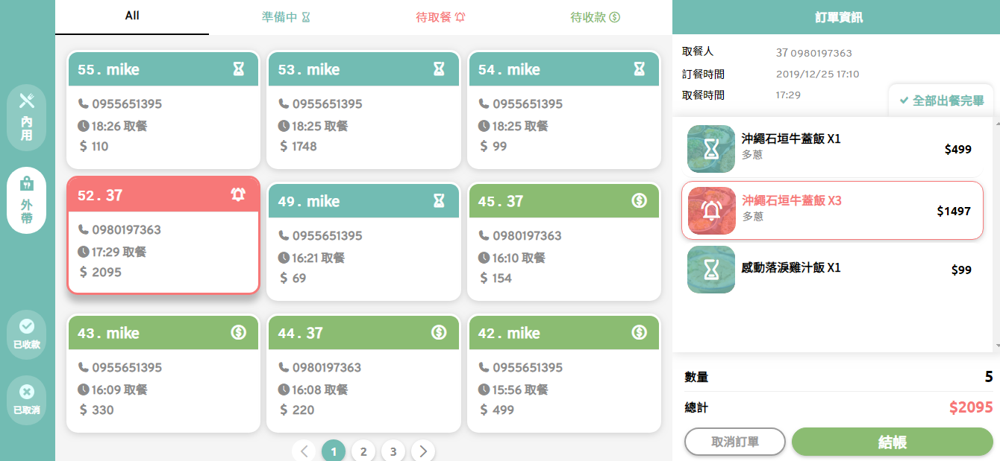 內用
外帶
已收款
已取消
All
準備中
待取餐
待收款
55. mike
0955651395
18:26 取餐
$ 110
53. mike
0955651395
18:25 取餐
$ 1748
54. mike
0955651395
18:25 取餐
$ 99
52. 37
0980197363
17:29 取餐
$ 2095
49. mike
0955651395
16:21 取餐
$ 69
45. 37
0980197363
16:10 取餐
$ 154
43. mike
0955651395
16:09 取餐
$ 330
44. 37
0980197363
16:08 取餐
$ 220
42. mike
0955651395
15:56 取餐
$ 499
1 2 3
訂單資訊
取餐人 37 0980197363
訂餐時間 2019/12/25 17:10
取餐時間 17:29
全部出餐完畢
沖繩石垣牛蓋飯 X1
多蔥
$499
沖繩石垣牛蓋飯 X3
多蔥
$1497
感動落淚雞汁飯 X1
$99
數量 5
總計 $2095
取消訂單 結帳